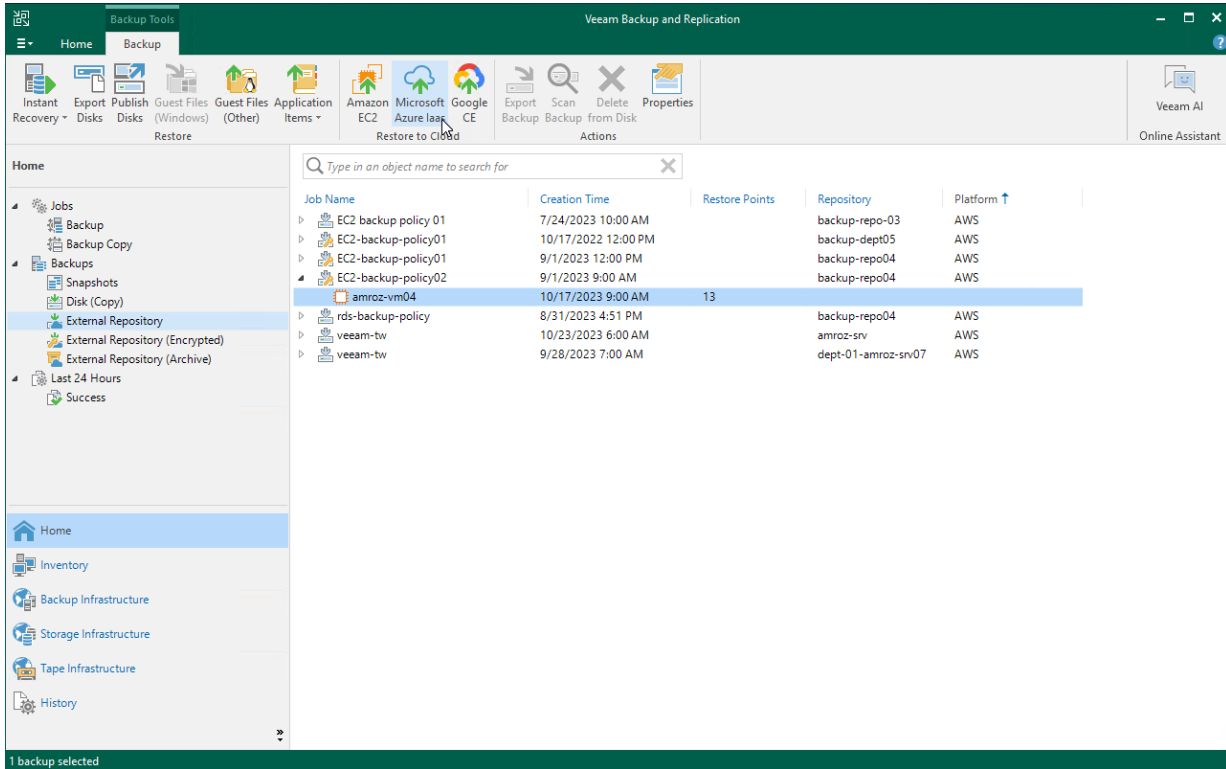 Backup Tools
Veeam Backup and Replication
Home Backup
Instant Recovery
Export Disks
Publish Disks
Guest Files (Windows)
Guest Files (Other)
Application Items
Restore
Amazon EC2
Microsoft Azure Iaas
Google CE
Restore to Cloud
Export Backup
Scan Backup
Delete from Disk
Properties
Actions
Veeam AI
Online Assistant
Home
Jobs
Backup
Backup Copy
Backups
Snapshots
Disk (Copy)
External Repository
External Repository (Encrypted)
External Repository (Archive)
Last 24 Hours
Success
Home
Inventory
Backup Infrastructure
Storage Infrastructure
Tape Infrastructure
History
Type in an object name to search for
Job Name Creation Time Restore Points Repository Platform
EC2 backup policy 01 7/24/2023 10:00 AM backup-repo-03 AWS
EC2-backup-policy01 10/17/2022 12:00 PM backup-dept05 AWS
EC2-backup-policy01 9/1/2023 12:00 PM backup-repo04 AWS
EC2-backup-policy02 9/1/2023 9:00 AM backup-repo04 AWS
amroz-vm04 10/17/2023 9:00 AM 13
rds-backup-policy 8/31/2023 4:51 PM backup-repo04 AWS
veeam-tw 10/23/2023 6:00 AM amroz-srv AWS
veeam-tw 9/28/2023 7:00 AM dept-01-amroz-srv07 AWS
1 backup selected